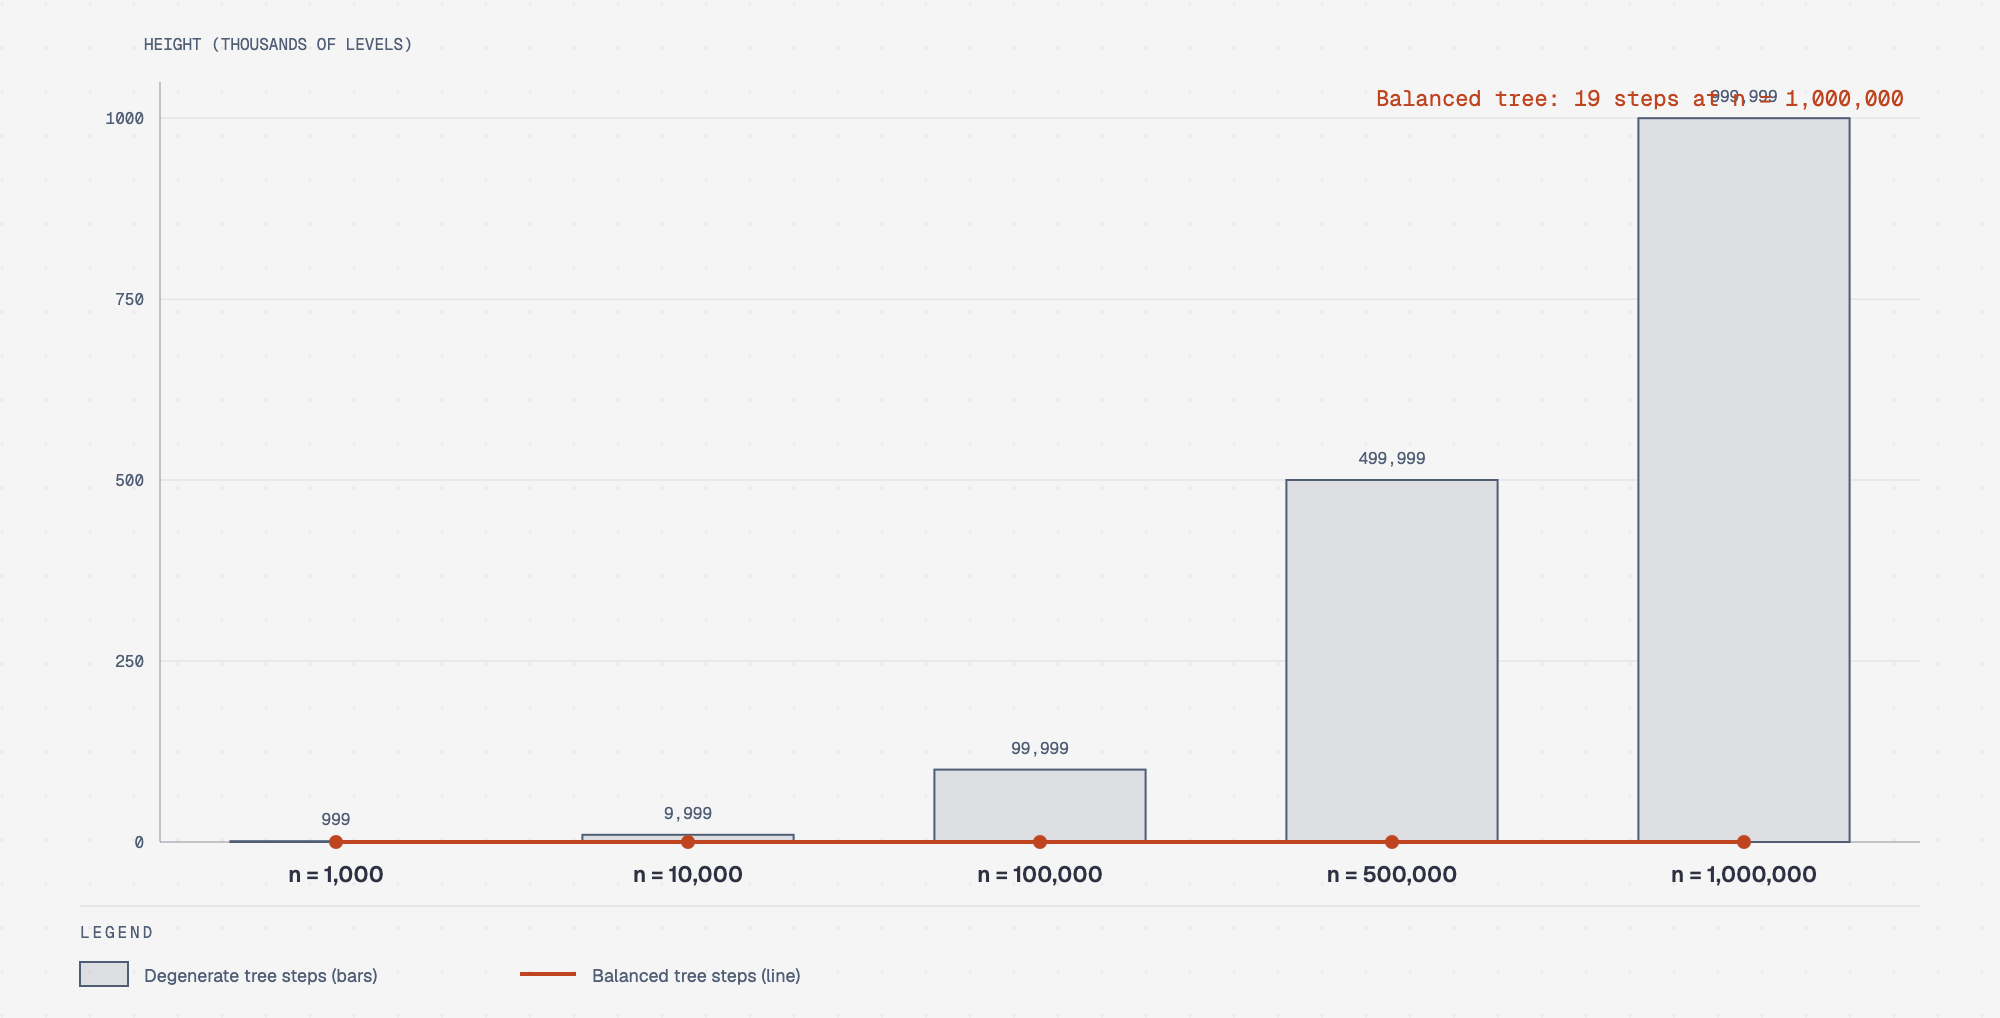 HEIGHT (THOUSANDS OF LEVELS)
Balanced tree: 19 steps at n = 1,000,000
999,999
1000
750
500
250
0
499,999
99,999
9,999
999
n = 1,000
n = 10,000
n = 100,000
n = 500,000
n = 1,000,000
LEGEND
Degenerate tree steps (bars)
Balanced tree steps (line)